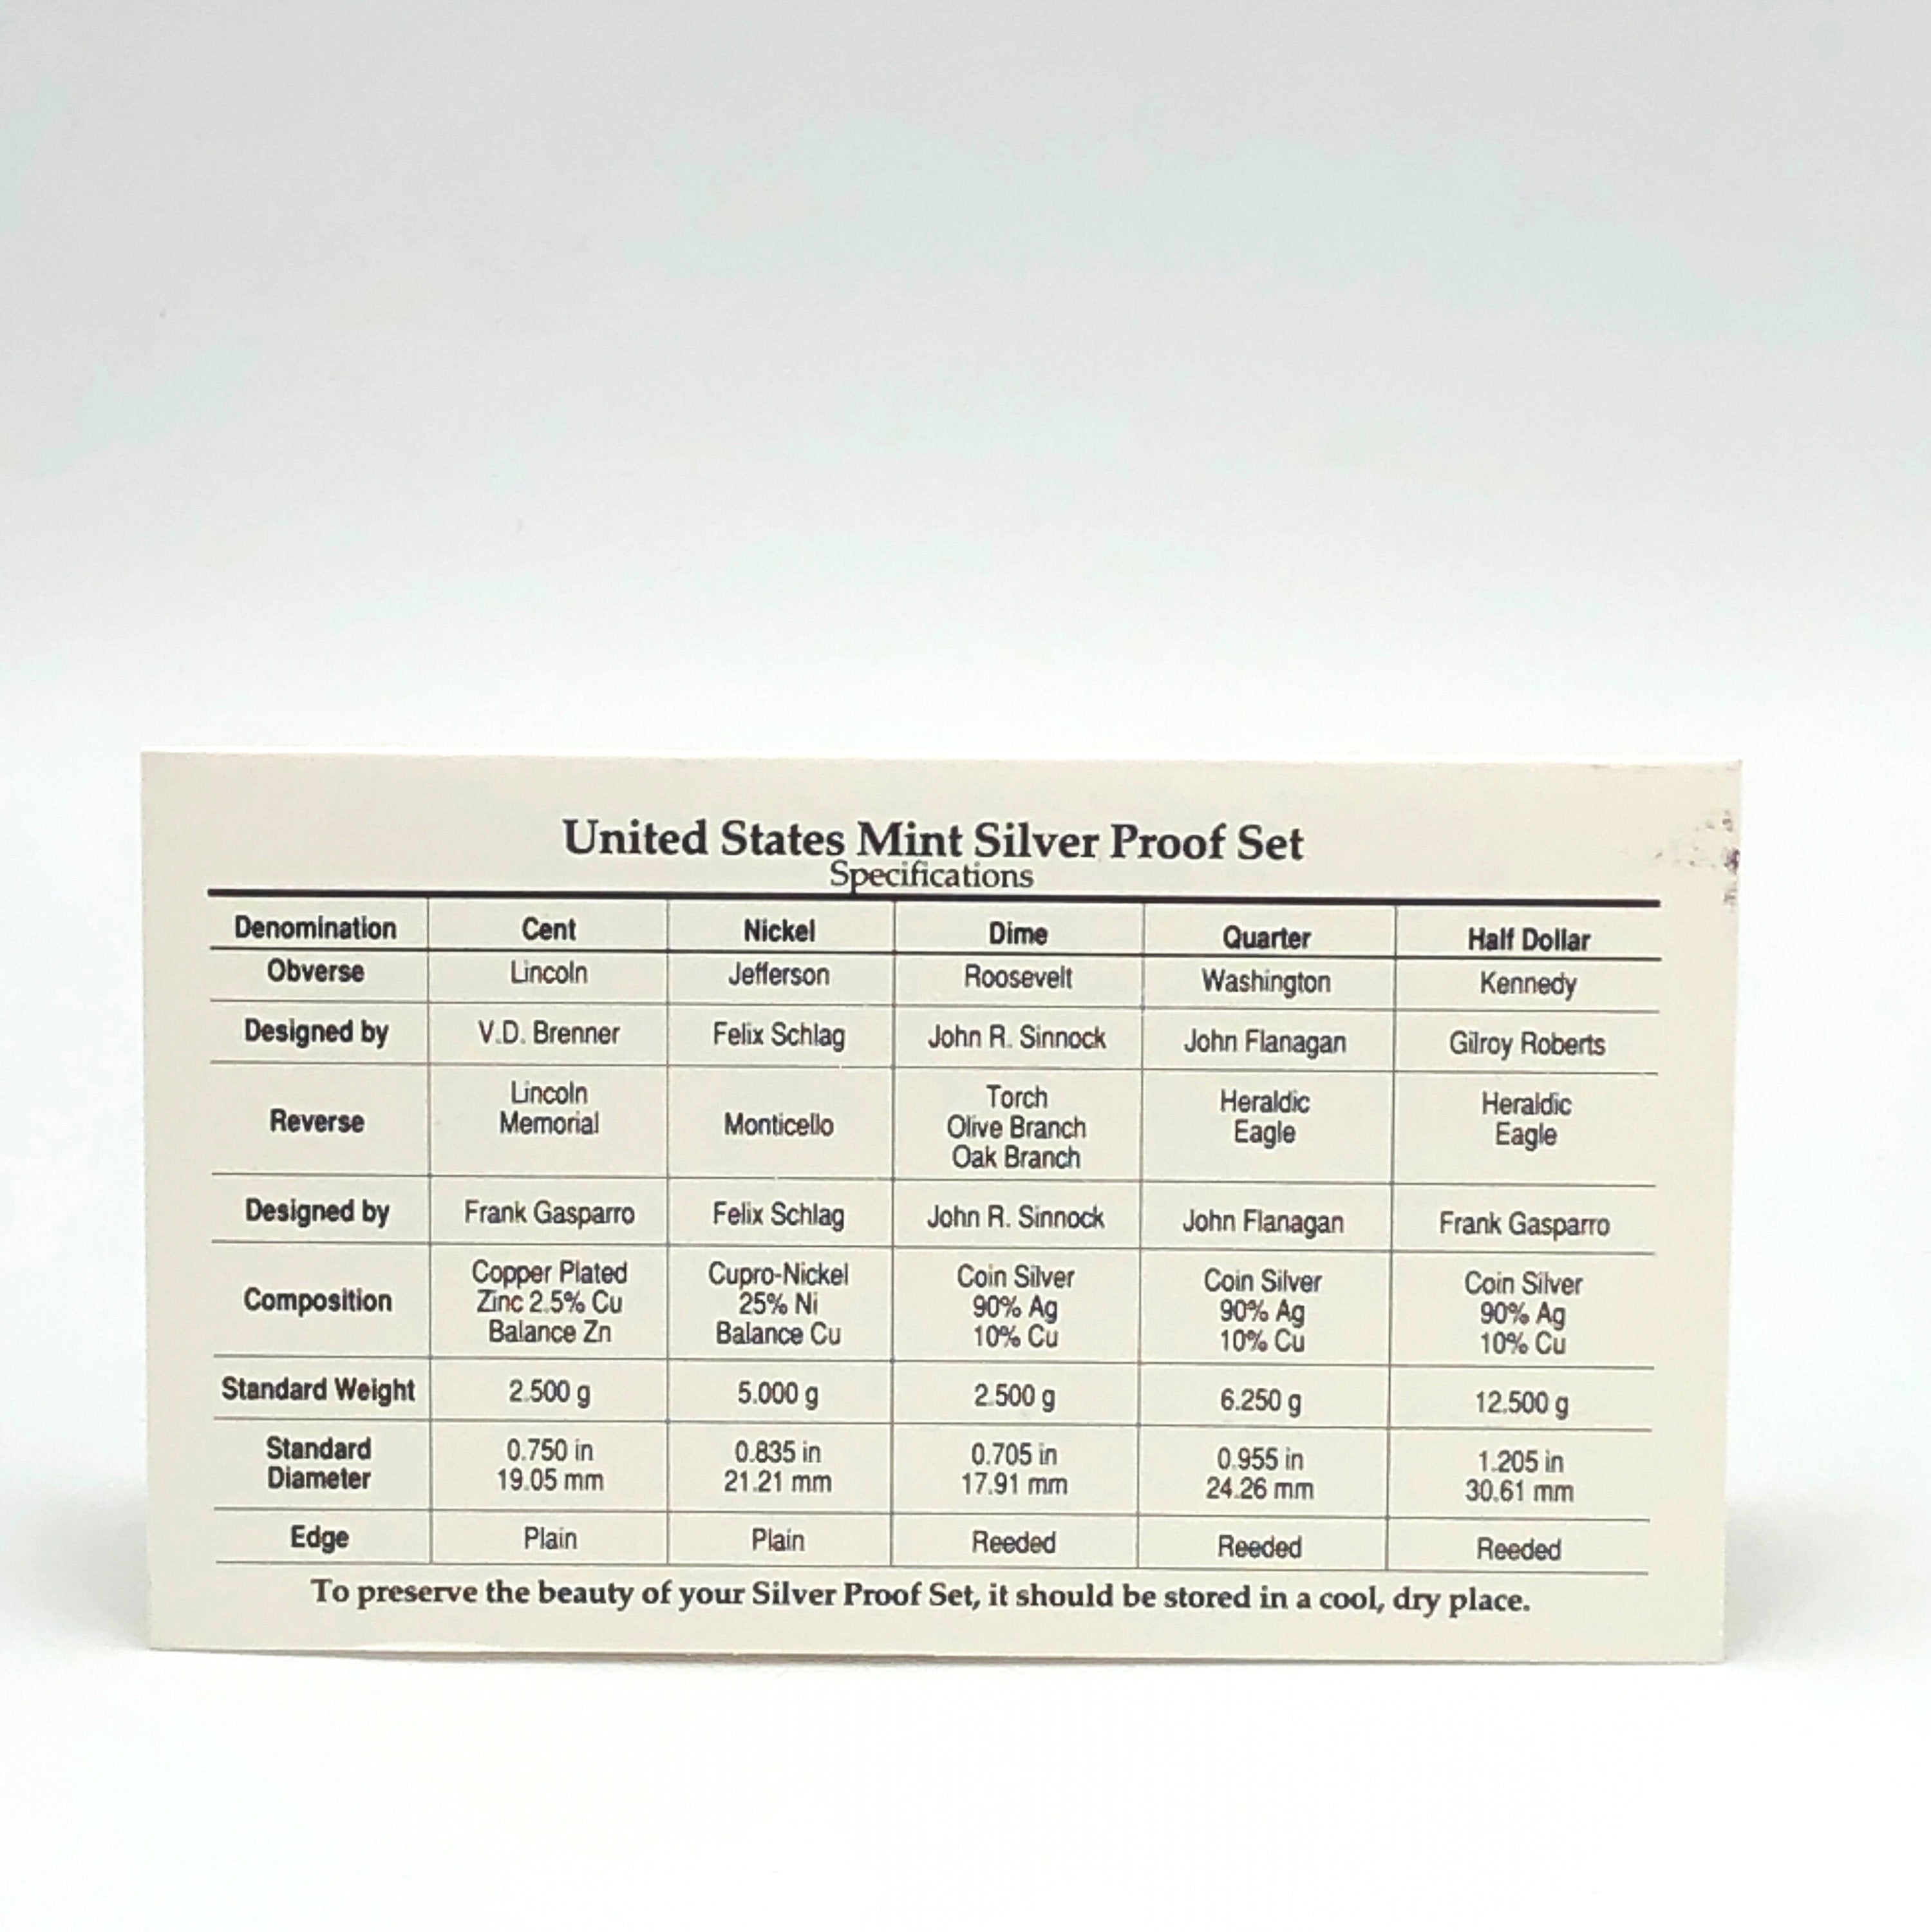 United States Mint Silver Proof Set
Specifications
Denomination Cent Nickel Dime Quarter Half Dollar
Obverse Lincoln Jefferson Roosevelt Washington Kennedy
Designed by V.D. Brenner Felix Schlag John R. Sinnock John Flanagan Gilroy Roberts
Reverse Lincoln Memorial Monticello Torch Olive Branch Oak Branch Heraldic Eagle Heraldic Eagle
Designed by Frank Gasparro Felix Schlag John R. Sinnock John Flanagan Frank Gasparro
Composition Copper Plated Zinc 2.5% Cu Balance Zn Cupro-Nickel 25% Ni Balance Cu Coin Silver 90% Ag 10% Cu Coin Silver 90% Ag 10% Cu Coin Silver 90% Ag 10% Cu
Standard Weight 2.500 g 5.000 g 2.500 g 6.250 g 12.500 g
Standard Diameter 0.750 in 19.05 mm 0.835 in 21.21 mm 0.705 in 17.91 mm 0.955 in 24.26 mm 1.205 in 30.61 mm
Edge Plain Plain Reeded Reeded Reeded
To preserve the beauty of your Silver Proof Set, it should be stored in a cool, dry place.